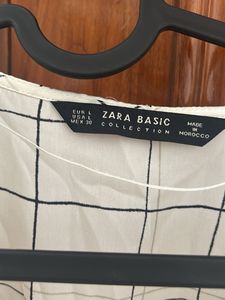 EUR L
USA L
MEX 30
ZARA BASIC
COLLECTION
MADE
IN
MOROCCO